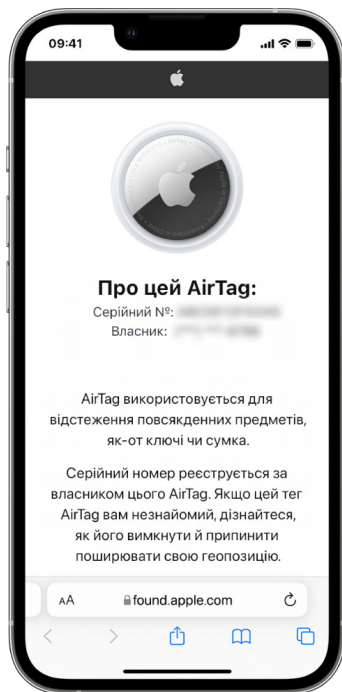 09:41
Про цей AirTag:
Серійний №:
Власник:
AirTag використовується для
відстеження повсякденних предметів,
як-от ключі чи сумка.
Серійний номер реєструється за
власником цього AirTag. Якщо цей тег
AirTag вам незнайомий, дізнайтеся,
як його вимкнути й припинити
поширювати свою геопозицію.
AA found.apple.com